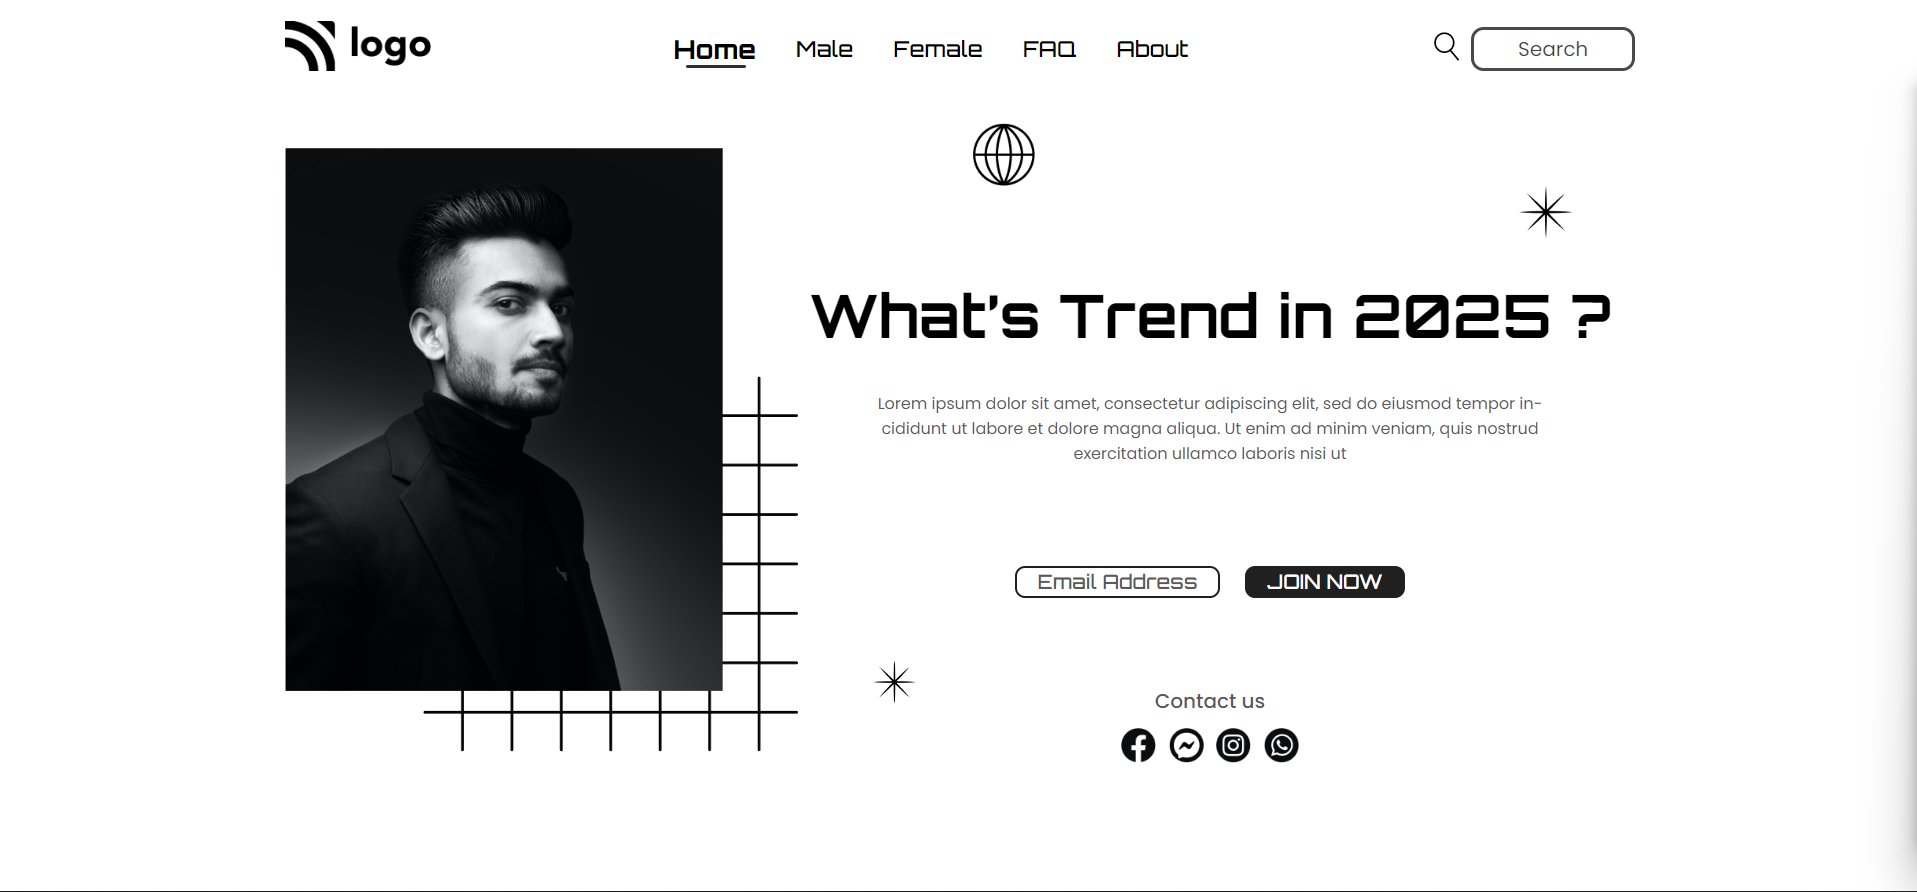 logo
Home Male Female FAQ About
Search
What's Trend in 2025 ?
Lorem ipsum dolor sit amet, consectetur adipiscing elit, sed do eiusmod tempor in-
cididunt ut labore et dolore magna aliqua. Ut enim ad minim veniam, quis nostrud
exercitation ullamco laboris nisi ut
Email Address JOIN NOW
Contact us